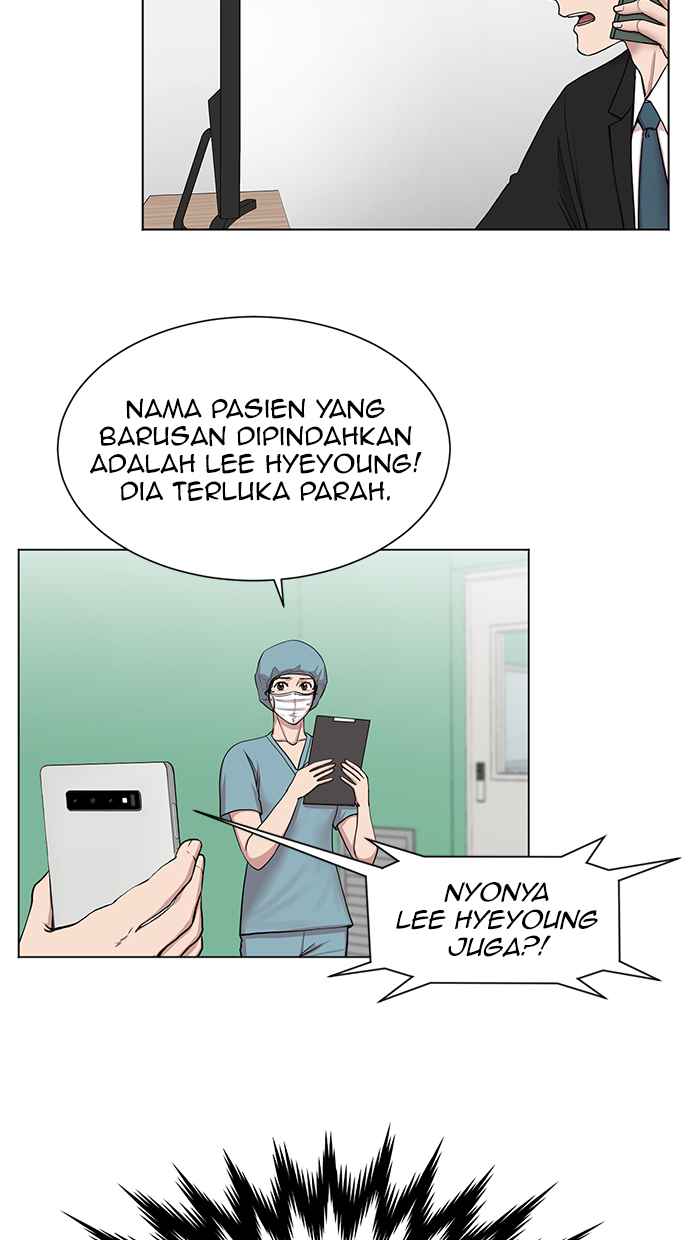 NAMA PASIEN YANG
BARUSAN DIPINDAHKAN
ADALAH LEE HYEYOUNG!
DIA TERLUKA PARAH.
NYONYA
LEE HYEYOUNG
JUGA?!